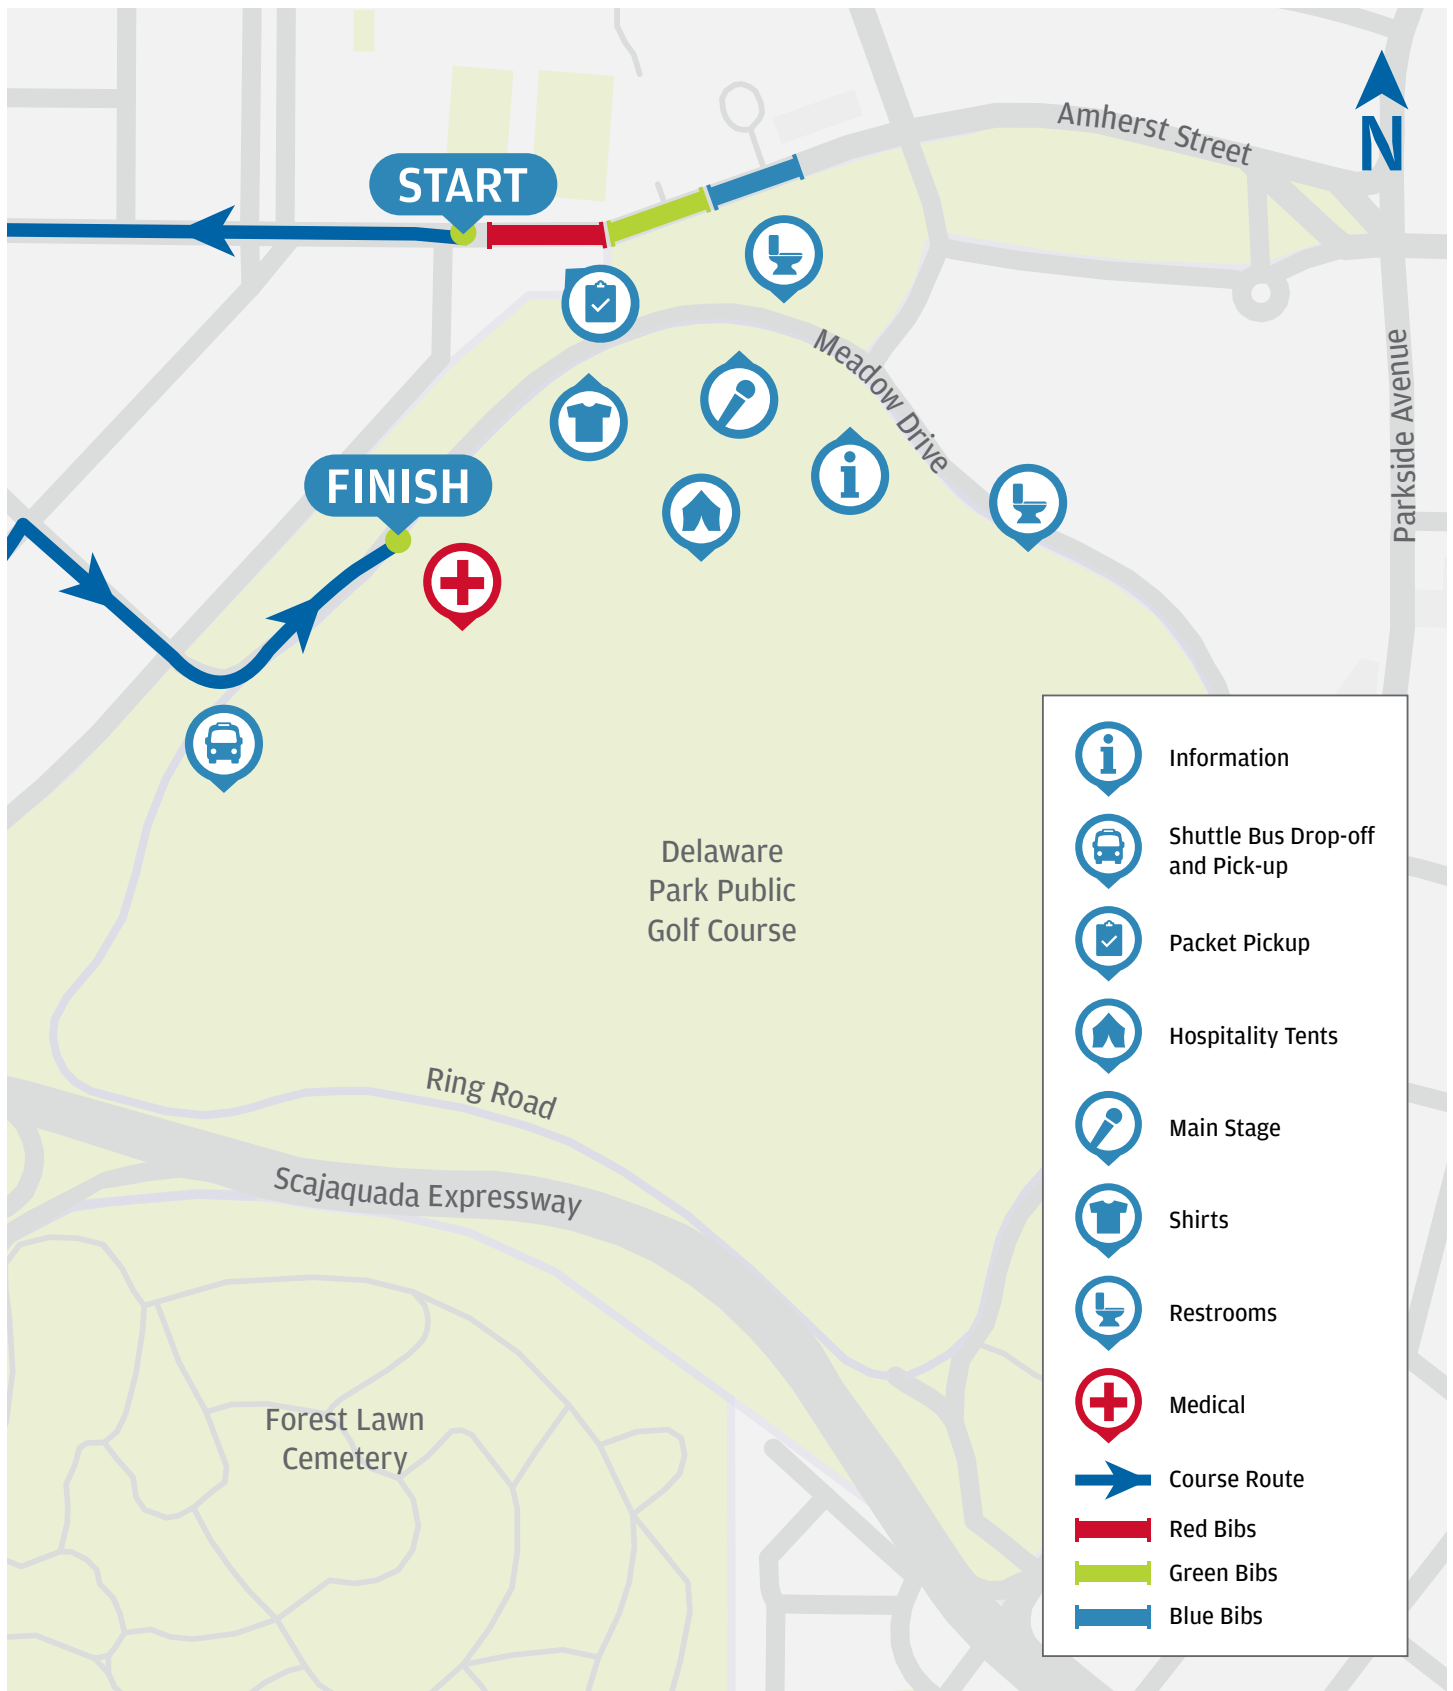 Amherst Street
N
START
Meadow Drive
Parkside Avenue
FINISH
Delaware
Park Public
Golf Course
Ring Road
Scajaquada Expressway
Forest Lawn
Cemetery
Information
Shuttle Bus Drop-off
and Pick-up
Packet Pickup
Hospitality Tents
Main Stage
Shirts
Restrooms
Medical
Course Route
Red Bibs
Green Bibs
Blue Bibs